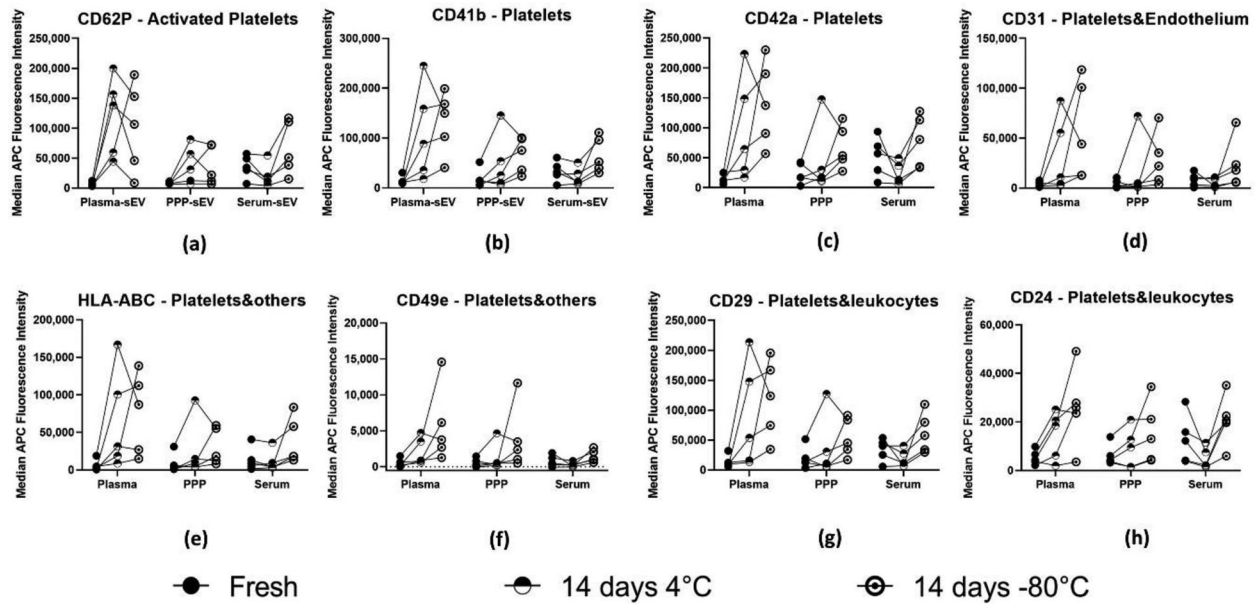 CD62P - Activated Platelets
Median APC Fluorescence Intensity
250,000
200,000
150,000
100,000
50,000
0
Plasma-sEV PPP-sEV Serum-sEV
(a)
CD41b - Platelets
Median APC Fluorescence Intensity
300,000
200,000
100,000
0
Plasma-sEV PPP-sEV Serum-sEV
(b)
CD42a - Platelets
Median APC Fluorescence Intensity
250,000
200,000
150,000
100,000
50,000
0
Plasma PPP Serum
(c)
CD31 - Platelets&Endothelium
Median APC Fluorescence Intensity
150,000
100,000
50,000
0
Plasma PPP Serum
(d)
HLA-ABC - Platelets&others
Median APC Fluorescence Intensity
200,000
150,000
100,000
50,000
0
Plasma PPP Serum
(e)
CD49e - Platelets&others
Median APC Fluorescence Intensity
20,000
15,000
10,000
5,000
0
Plasma PPP Serum
(f)
CD29 - Platelets&leukocytes
Median APC Fluorescence Intensity
250,000
200,000
150,000
100,000
50,000
0
Plasma PPP Serum
(g)
CD24 - Platelets&leukocytes
Median APC Fluorescence Intensity
60,000
40,000
20,000
0
Plasma PPP Serum
(h)
Fresh 14 days 4°C 14 days -80°C